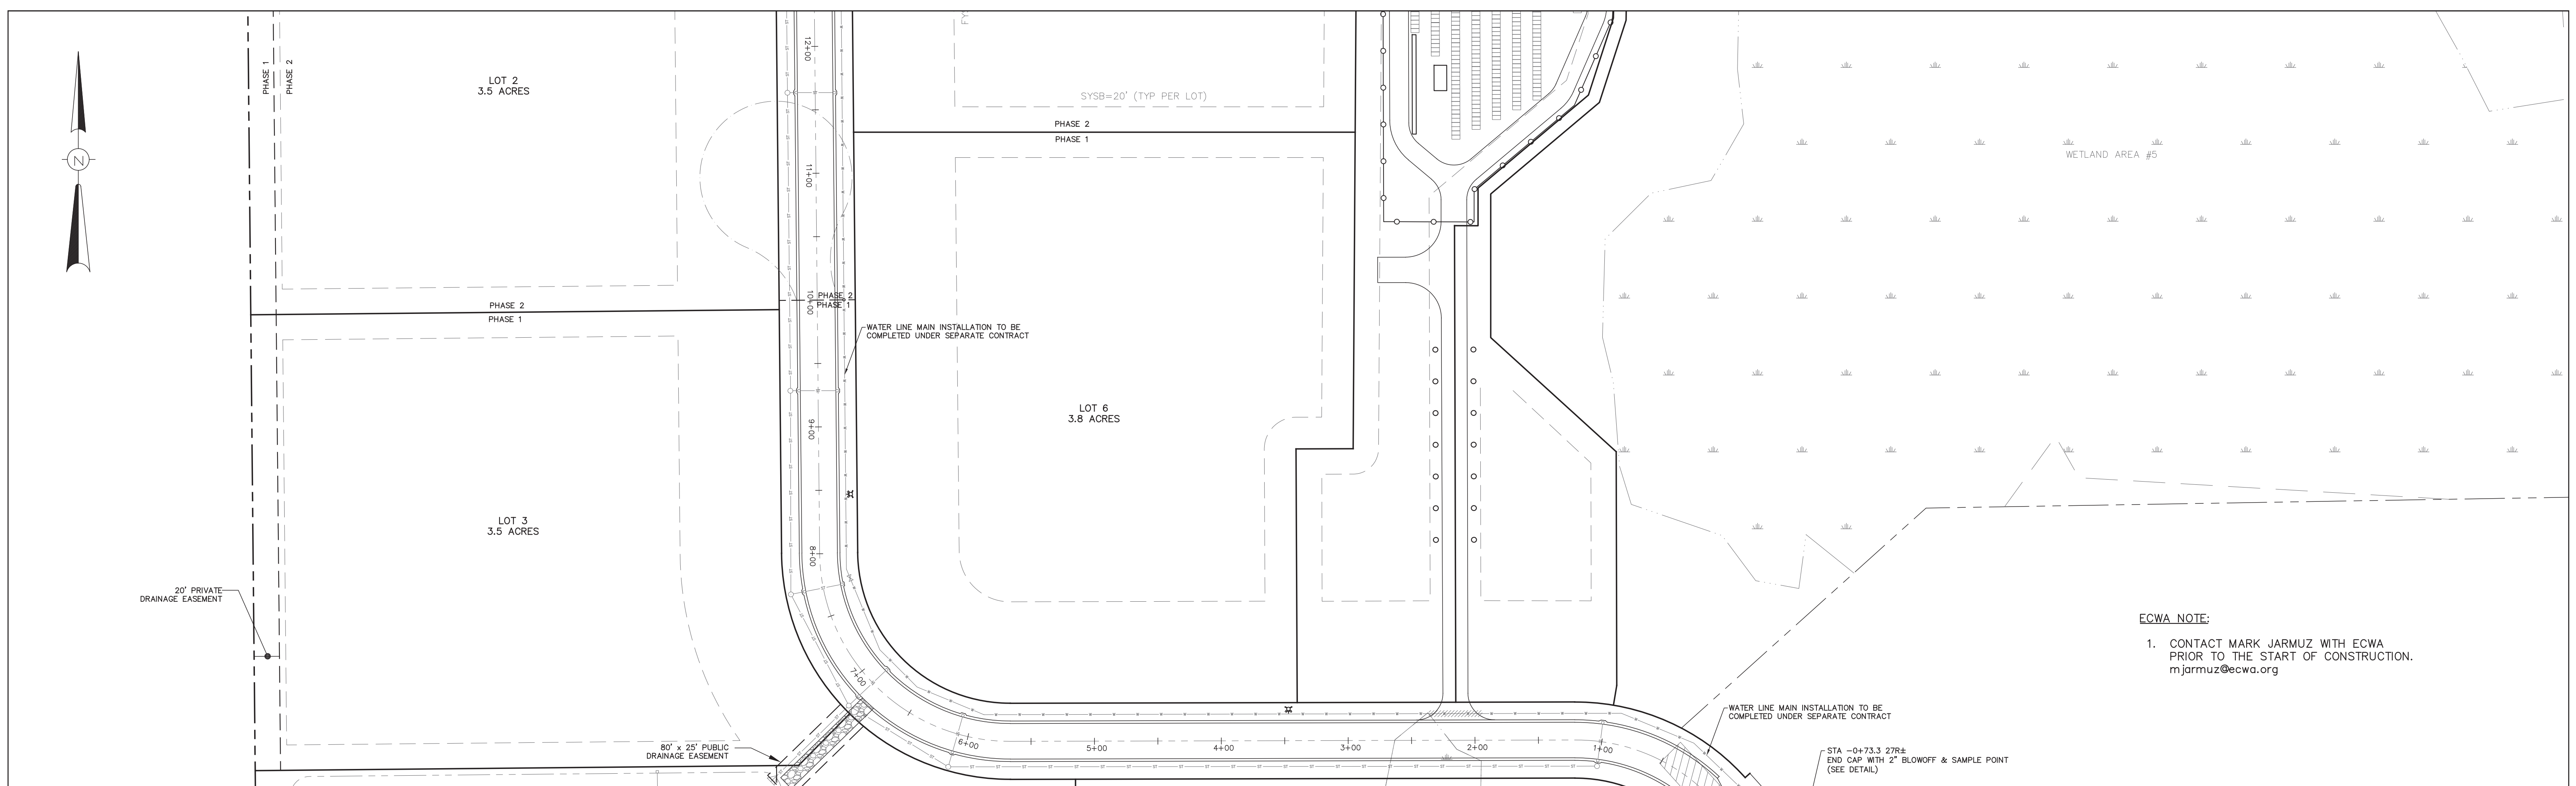 LOT 2
3.5 ACRES
PHASE 1
PHASE 2
N
12+00
11+00
10+00
9+00
8+00
7+00
6+00
5+00
4+00
3+00
2+00
1+00
SYSB=20' (TYP PER LOT)
PHASE 2
PHASE 1
WETLAND AREA #5
PHASE 2
PHASE 1
PHASE 2
PHASE 1
WATER LINE MAIN INSTALLATION TO BE
COMPLETED UNDER SEPARATE CONTRACT
LOT 6
3.8 ACRES
LOT 3
3.5 ACRES
20' PRIVATE
DRAINAGE EASEMENT
80' x 25' PUBLIC
DRAINAGE EASEMENT
ECWA NOTE:
1. CONTACT MARK JARMUZ WITH ECWA
PRIOR TO THE START OF CONSTRUCTION.
mjarmuz@ecwa.org
WATER LINE MAIN INSTALLATION TO BE
COMPLETED UNDER SEPARATE CONTRACT
STA -0+73.3 27R±
END CAP WITH 2" BLOWOFF & SAMPLE POINT
(SEE DETAIL)